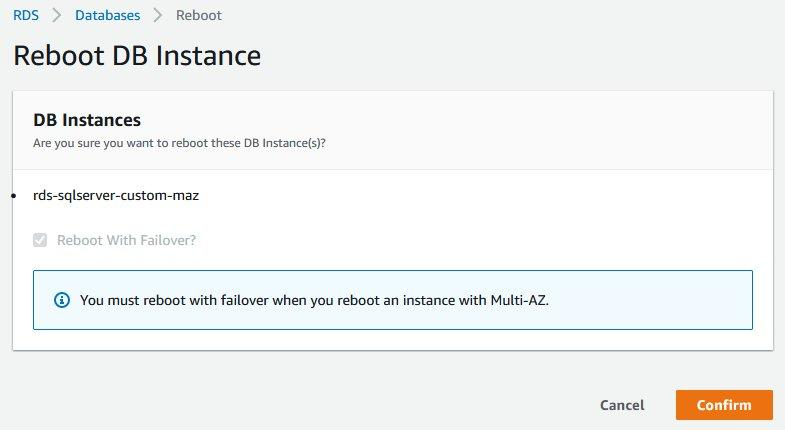 RDS > Databases > Reboot
Reboot DB Instance
DB Instances
Are you sure you want to reboot these DB Instance(s)?
• rds-sqlserver-custom-maz
Reboot With Failover?
You must reboot with failover when you reboot an instance with Multi-AZ.
Cancel Confirm